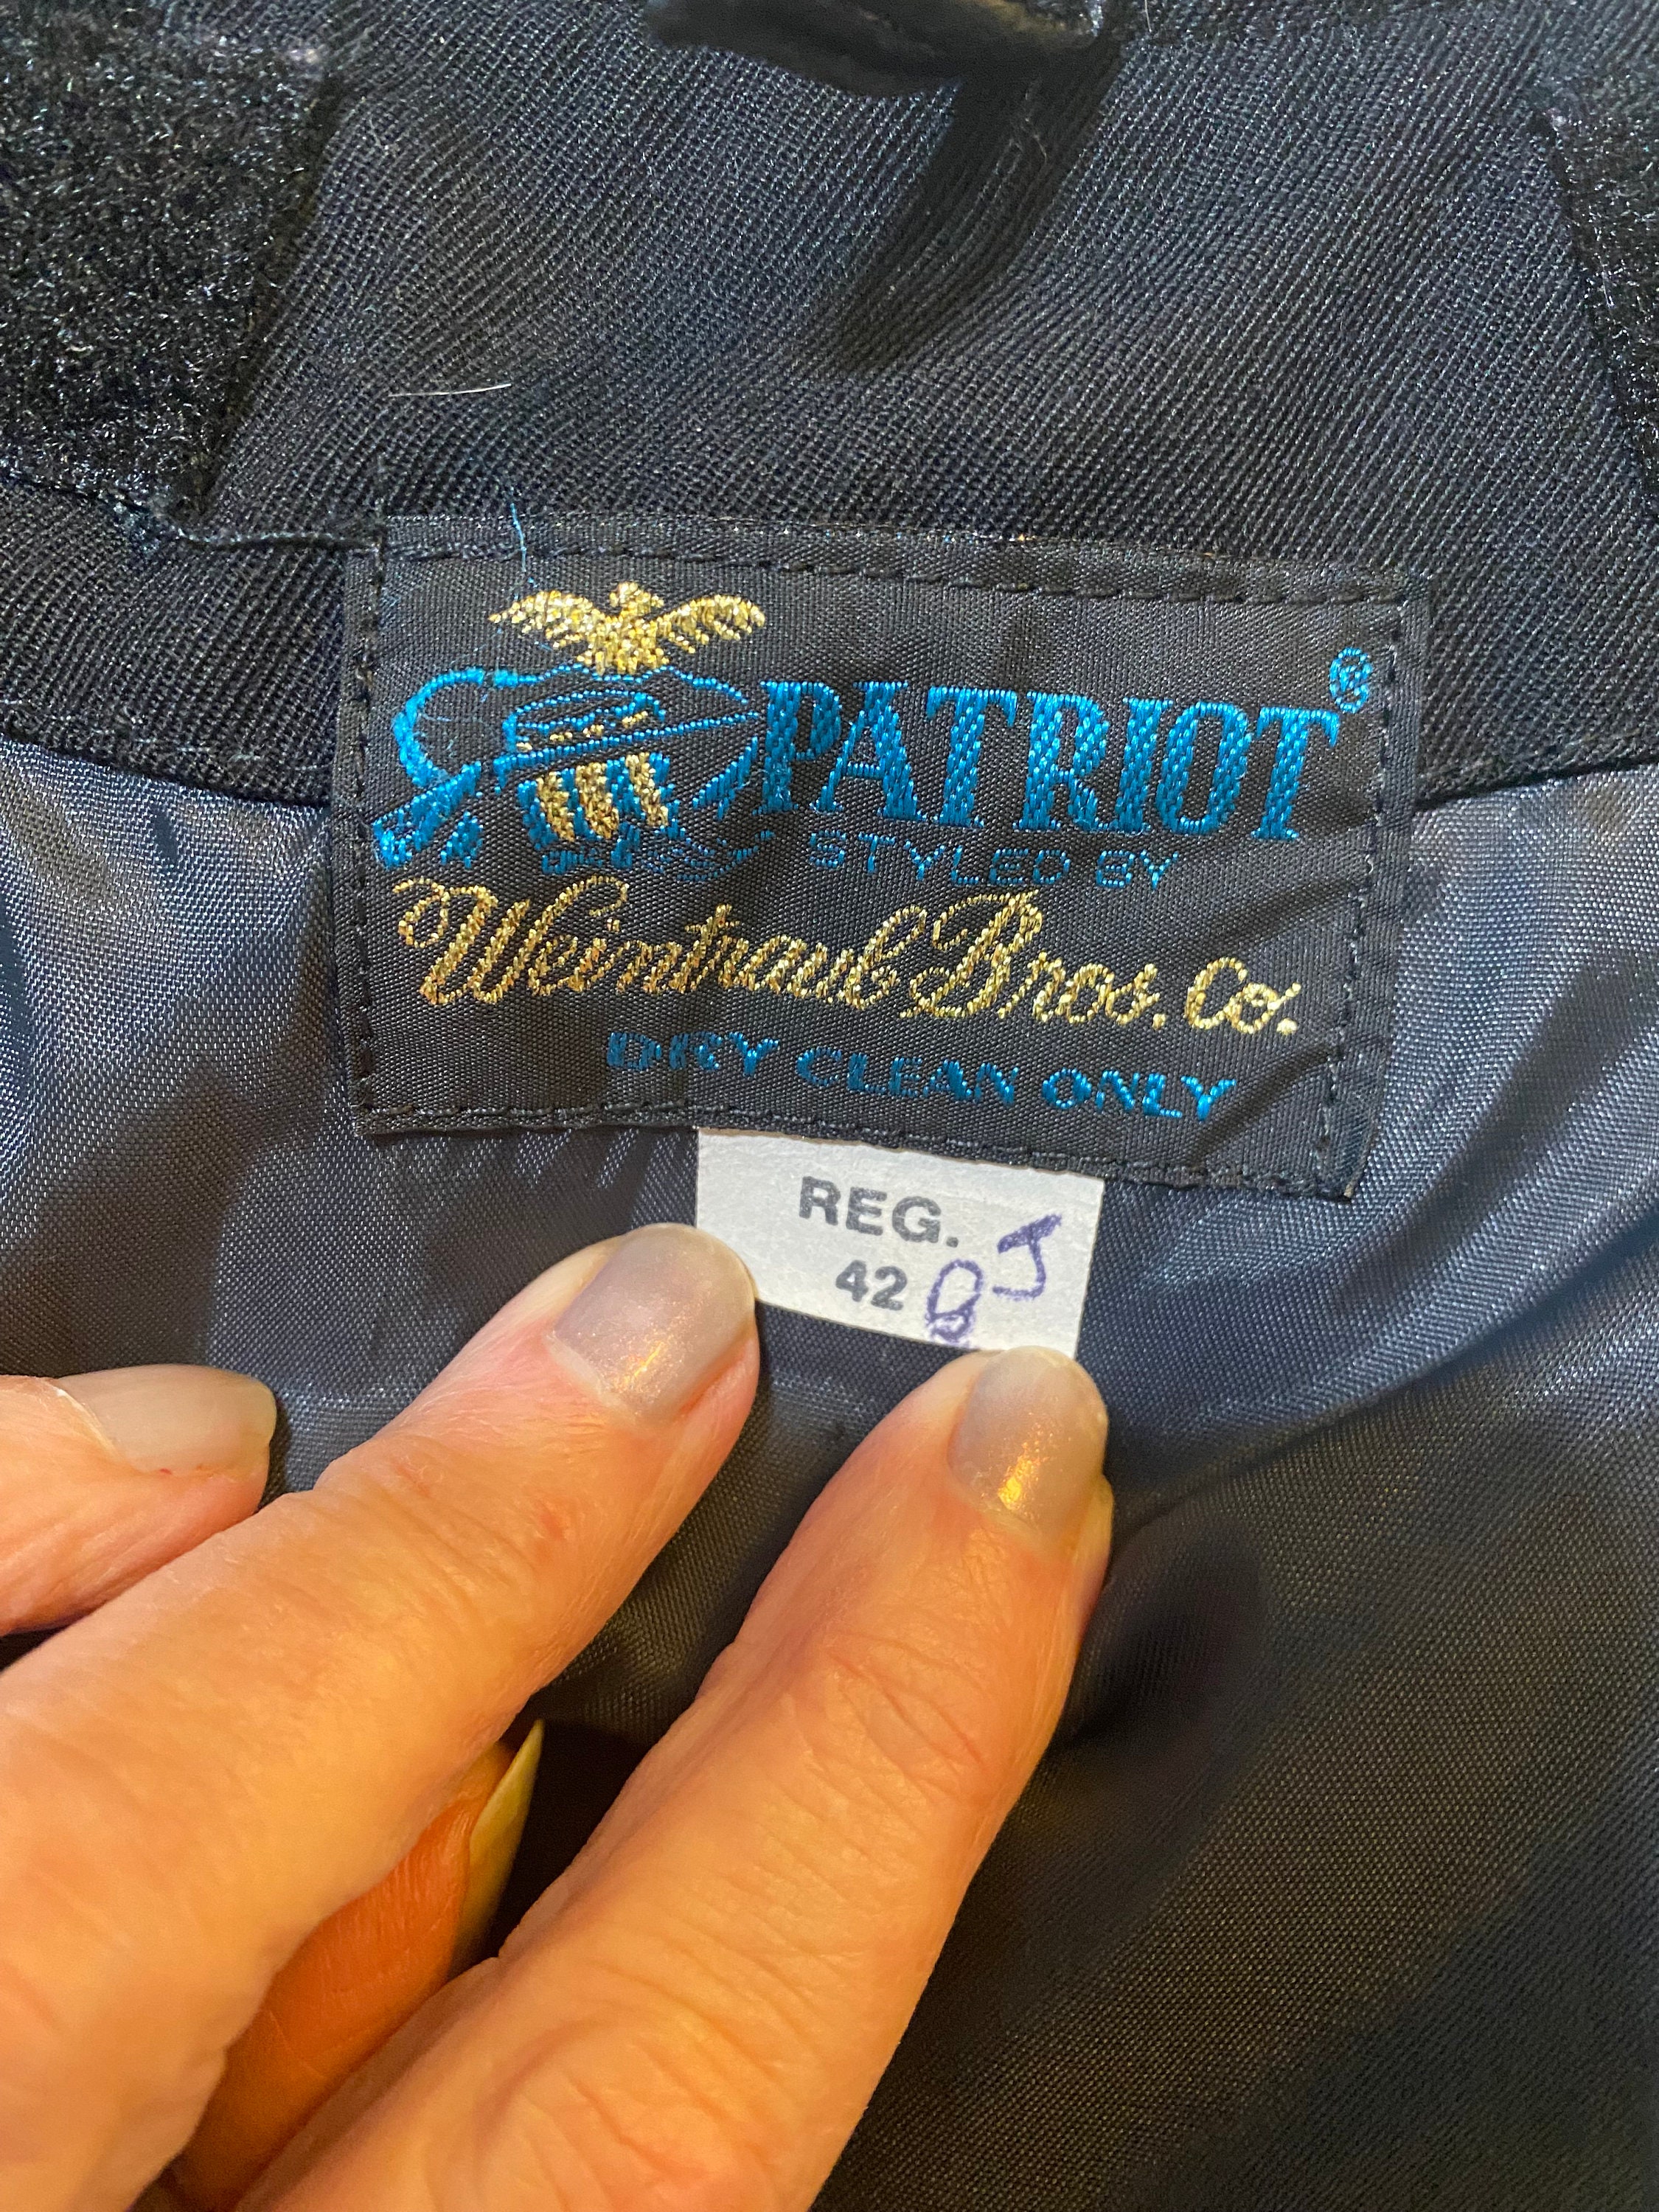 PATRIOT®
STYLED BY
Weintraub Bros. Co.
DRY CLEAN ONLY
REG.
42